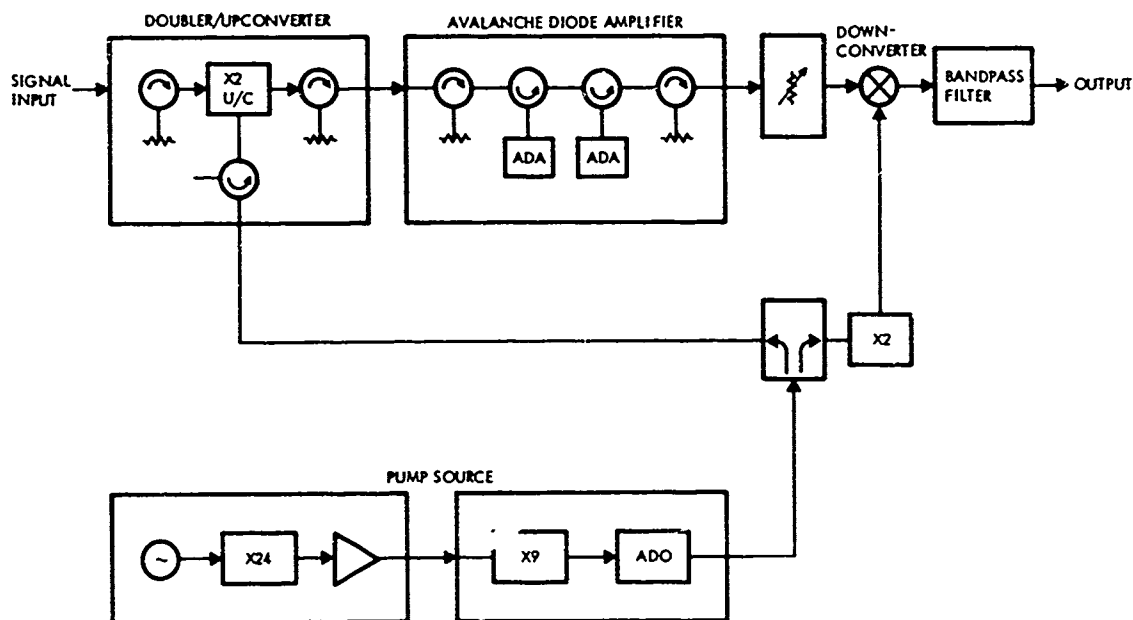 DOUBLER/UPCONVERTER
AVALANCHE DIODE AMPLIFIER
DOWN-
CONVERTER
SIGNAL
INPUT
X2
U/C
ADA
ADA
BANDPASS
FILTER
OUTPUT
X2
PUMP SOURCE
~
X24
X9
ADO